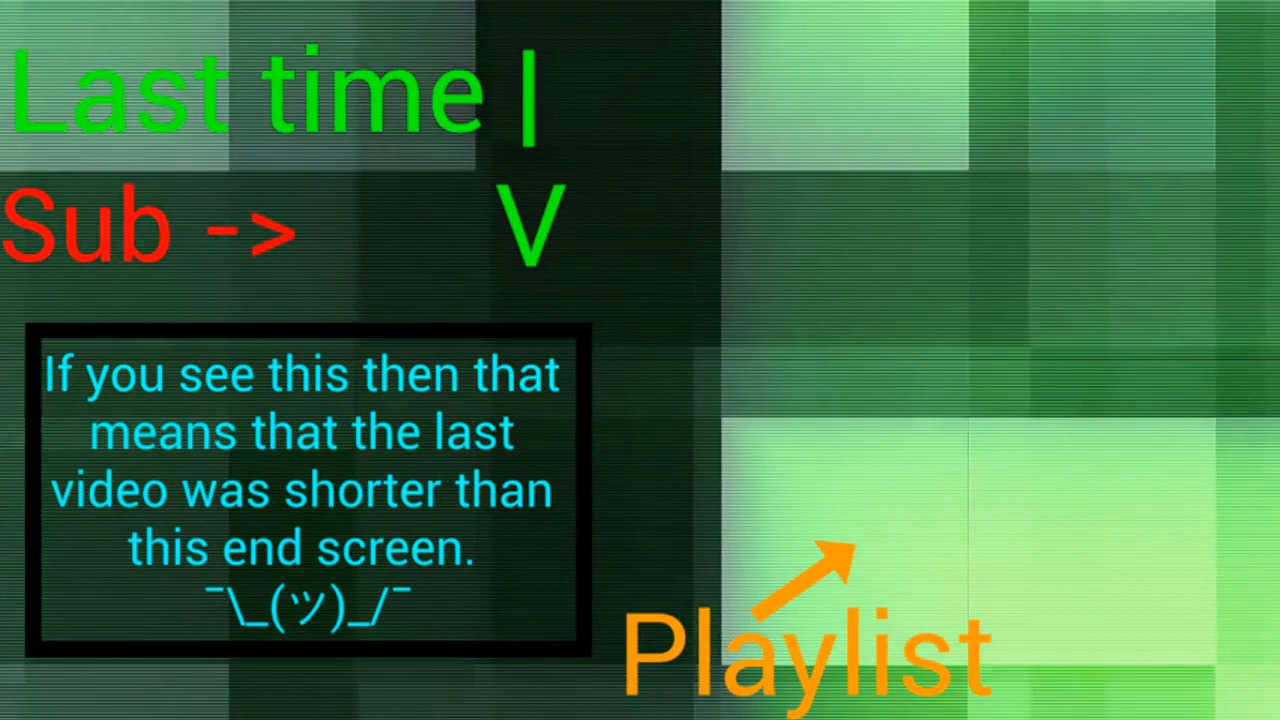 Last time |
Sub -> V
If you see this then that
means that the last
video was shorter than
this end screen.
¯\_(ツ)_/¯
Playlist